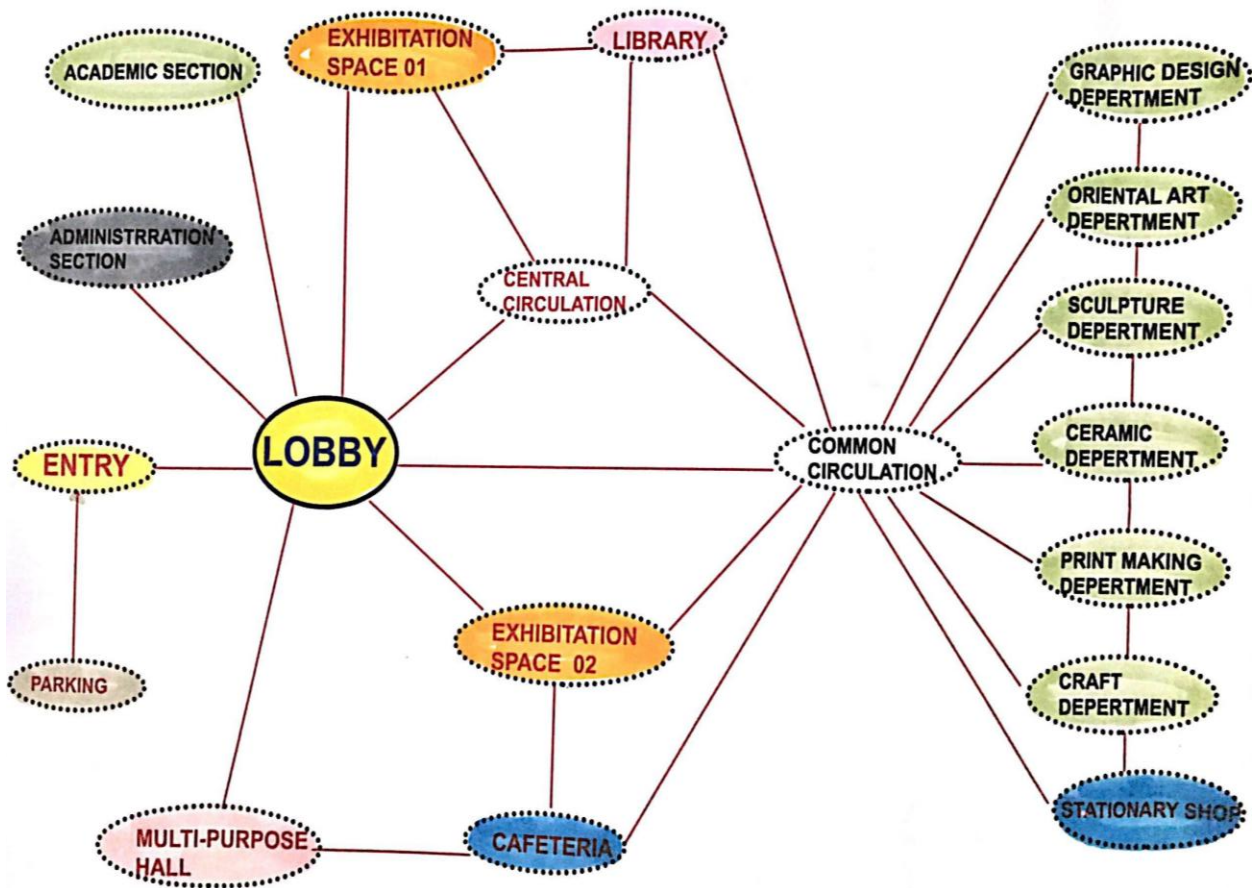 EXHIBITATION
SPACE 01
LIBRARY
ACADEMIC SECTION
GRAPHIC DESIGN
DEPERTMENT
ORIENTAL ART
DEPERTMENT
ADMINISTRRATION
SECTION
CENTRAL
CIRCULATION
SCULPTURE
DEPERTMENT
LOBBY
ENTRY
COMMON
CIRCULATION
CERAMIC
DEPERTMENT
PRINT MAKING
DEPERTMENT
EXHIBITATION
SPACE 02
PARKING
CRAFT
DEPERTMENT
STATIONARY SHOP
MULTI-PURPOSE
HALL
CAFETERIA